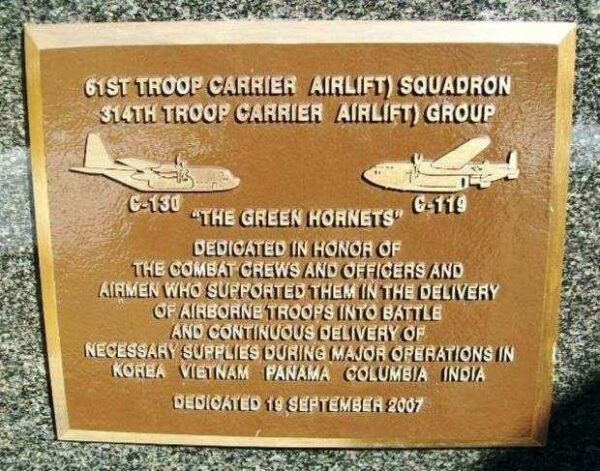 61ST TROOP CARRIER AIRLIFT) SQUADRON
314TH TROOP CARRIER AIRLIFT) GROUP
C-130
C-119
"THE GREEN HORNETS"
DEDICATED IN HONOR OF
THE COMBAT CREWS AND OFFICERS AND
AIRMEN WHO SUPPORTED THEM IN THE DELIVERY
OF AIRBORNE TROOPS INTO BATTLE
AND CONTINUOUS DELIVERY OF
NECESSARY SUPPLIES DURING MAJOR OPERATIONS IN
KOREA VIETNAM PANAMA COLUMBIA INDIA
DEDICATED 19 SEPTEMBER 2007